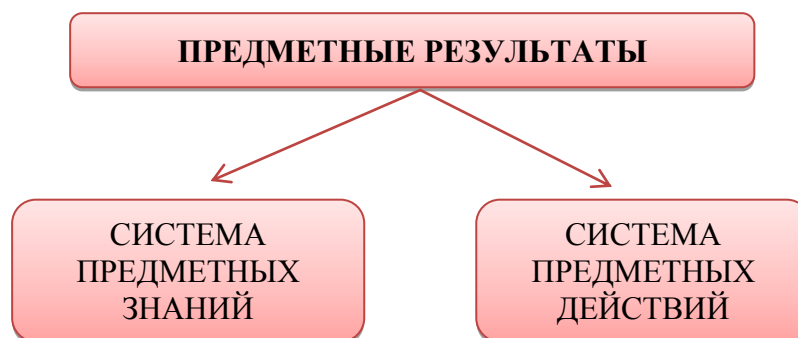 ПРЕДМЕТНЫЕ РЕЗУЛЬТАТЫ
СИСТЕМА
ПРЕДМЕТНЫХ
ЗНАНИЙ
СИСТЕМА
ПРЕДМЕТНЫХ
ДЕЙСТВИЙ